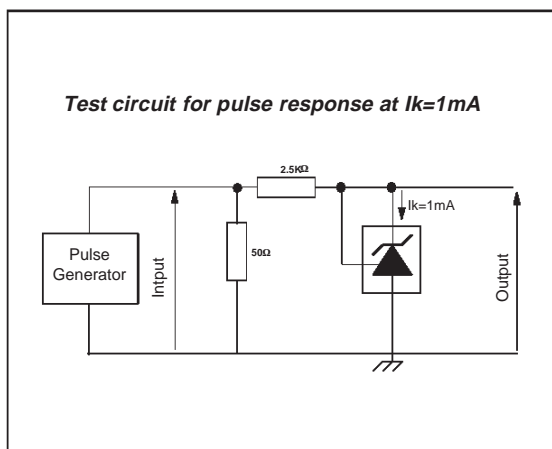 Test circuit for pulse response at Ik=1mA
2.5KΩ
Ik=1mA
Pulse
Generator
Intput
50Ω
Output